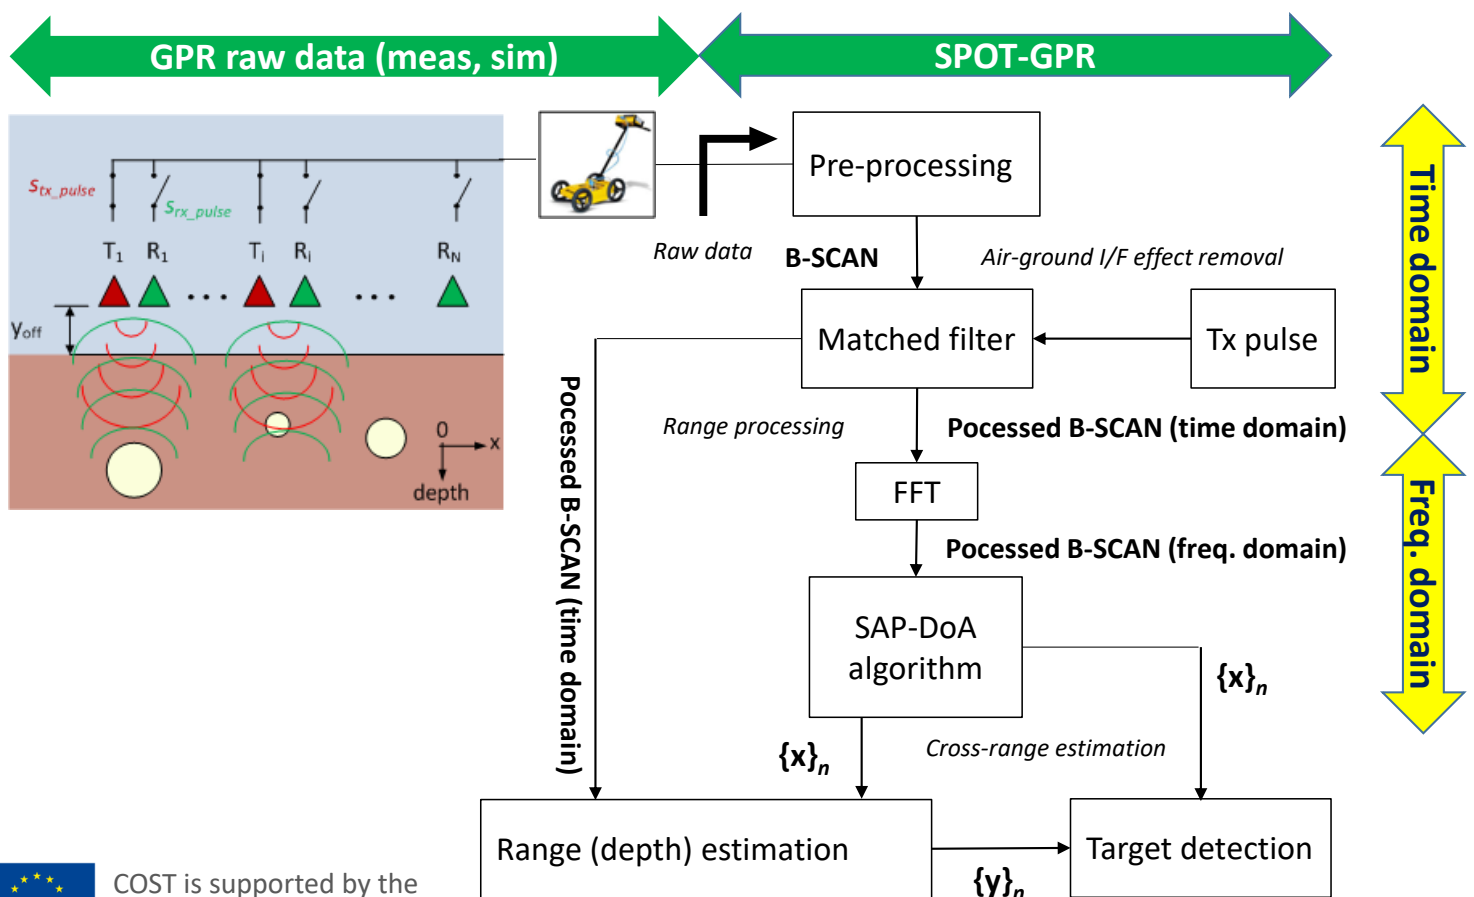 GPR raw data (meas, sim)
SPOT-GPR
s_tx_pulse
s_rx_pulse
T1 R1 Ti Ri RN
... ...
yoff
0
x
depth
Raw data
Pre-processing
B-SCAN
Air-ground I/F effect removal
Matched filter
Tx pulse
Range processing
Pocessed B-SCAN (time domain)
Pocessed B-SCAN (time domain)
FFT
Pocessed B-SCAN (freq. domain)
SAP-DoA
algorithm
{x}n
{x}n
Cross-range estimation
Range (depth) estimation
{y}n
Target detection
Time domain
Freq. domain
COST is supported by the